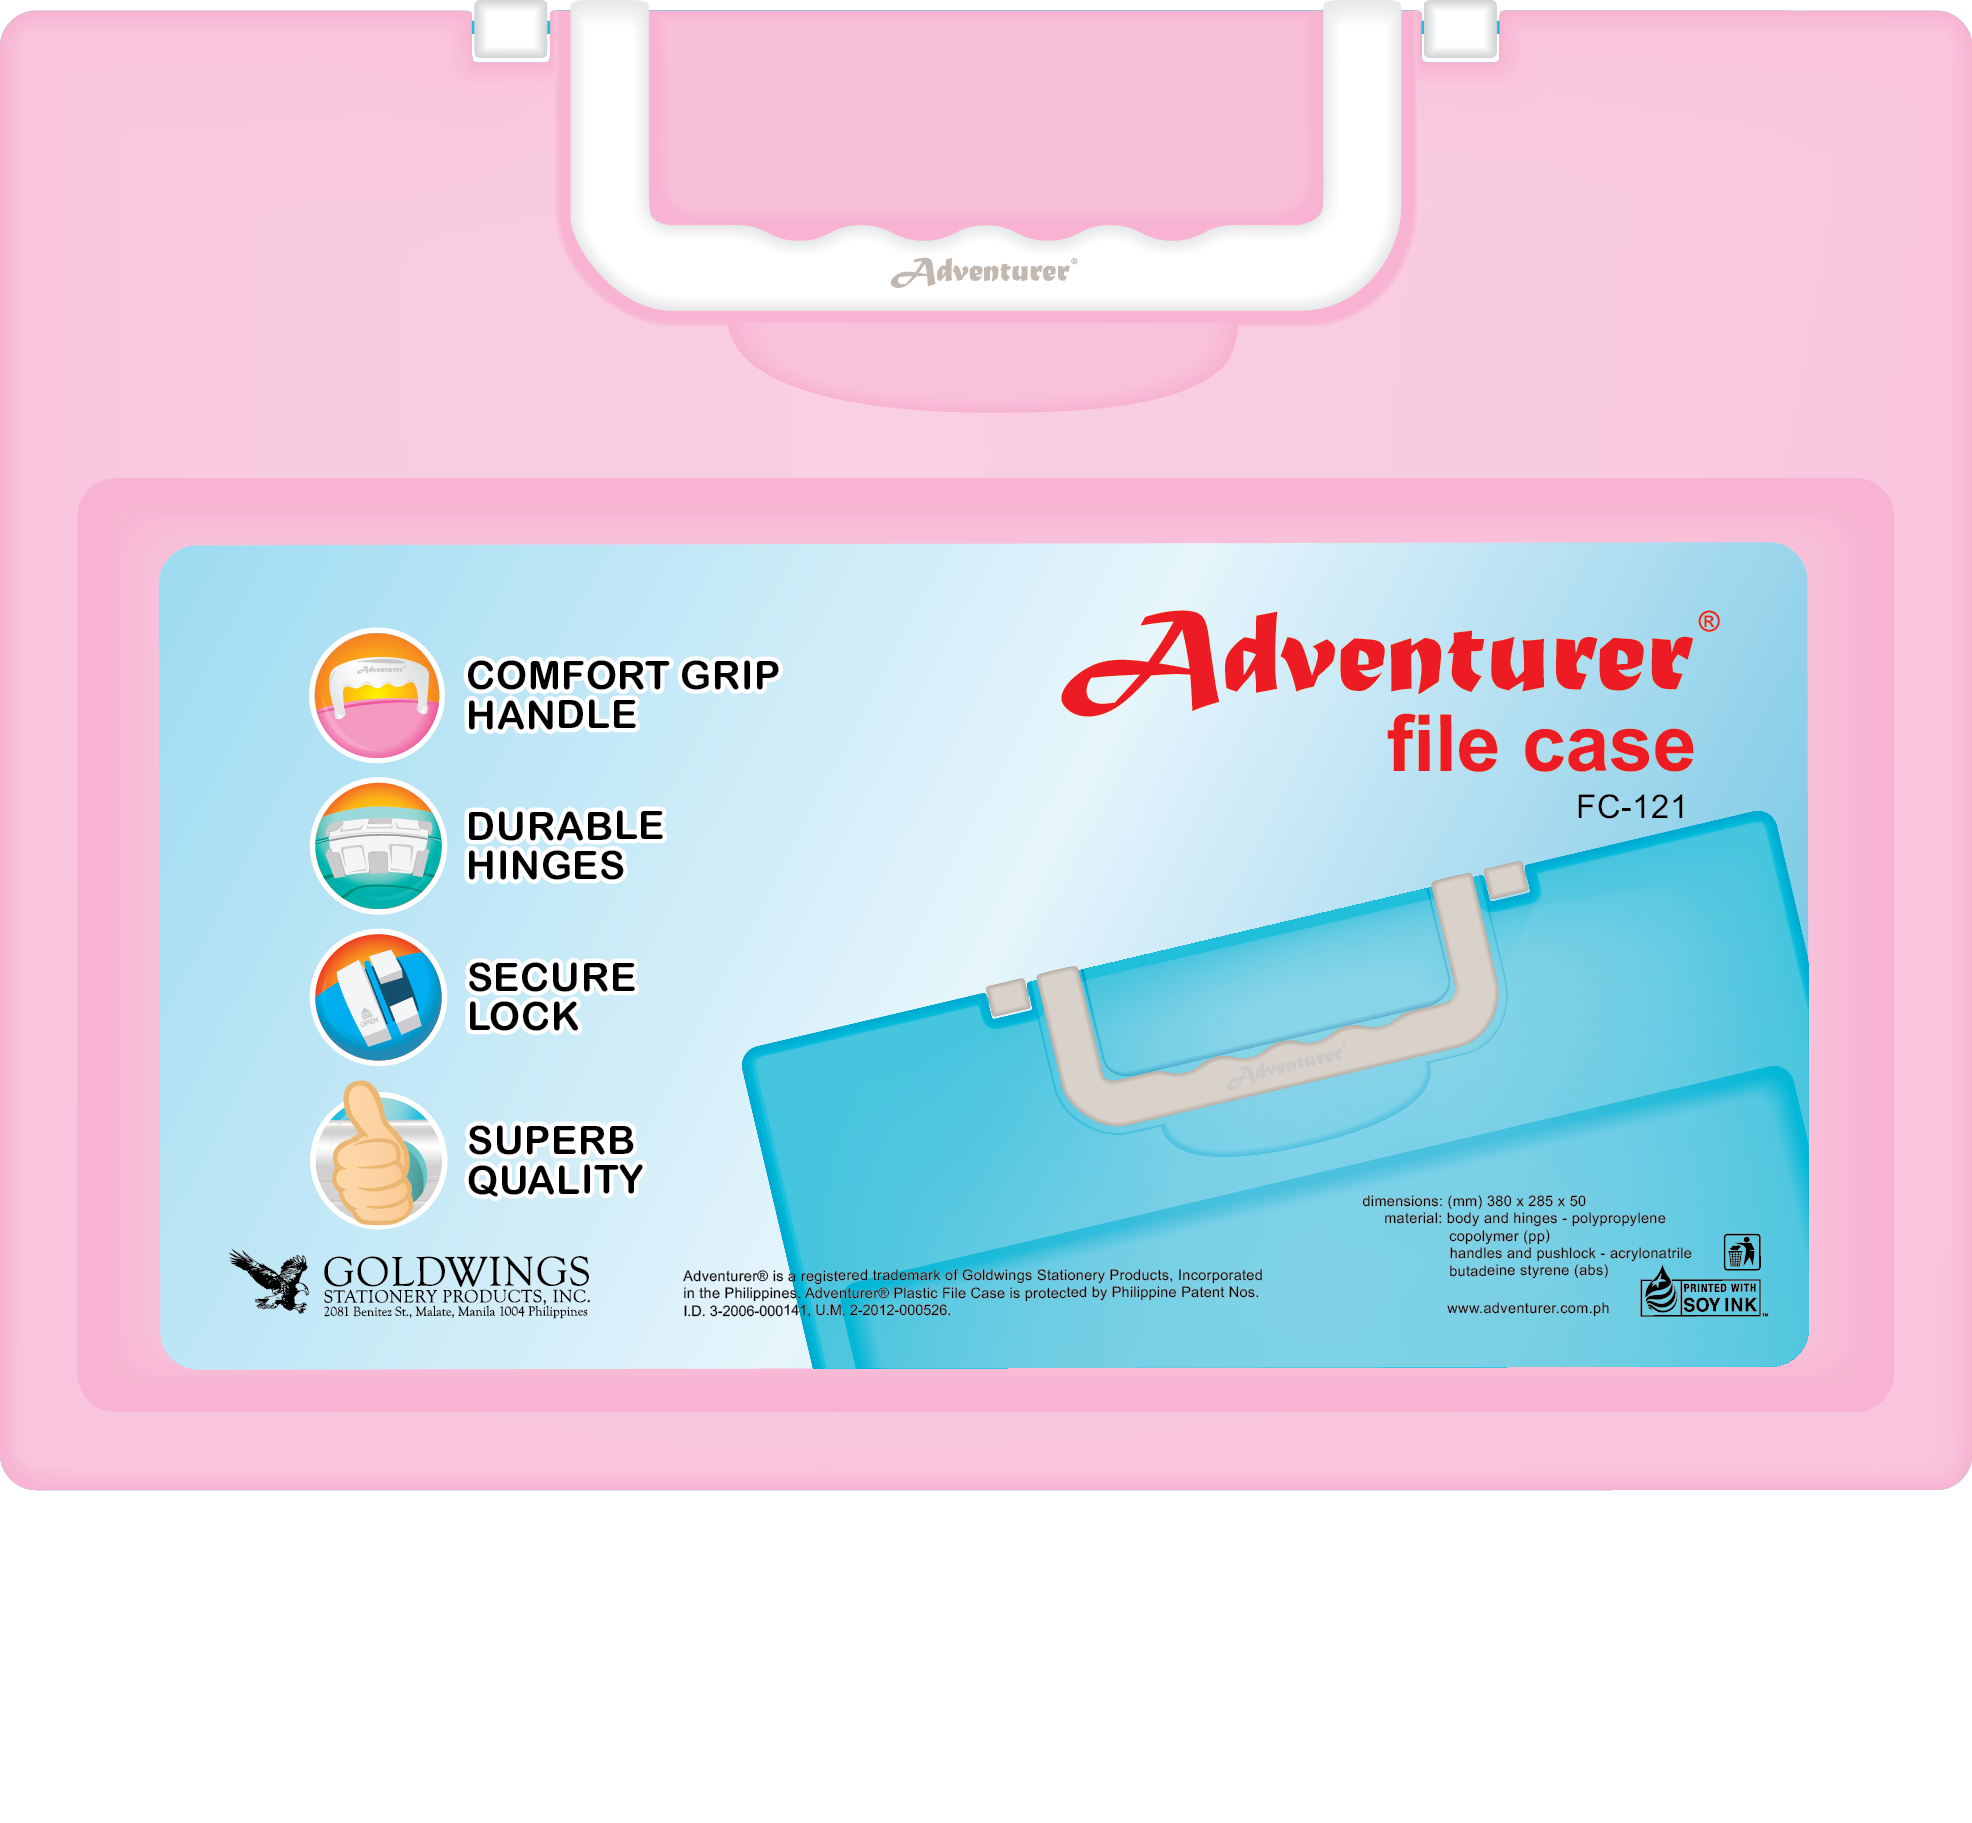 Adventurer®
Adventurer®
file case
FC-121
Adventurer
COMFORT GRIP
HANDLE
DURABLE
HINGES
OPEN
SECURE
LOCK
SUPERB
QUALITY
Adventurer
GOLDWINGS
STATIONERY PRODUCTS, INC.
2081 Benitez St., Malate, Manila 1004 Philippines
Adventurer® is a registered trademark of Goldwings Stationery Products, Incorporated
in the Philippines. Adventurer® Plastic File Case is protected by Philippine Patent Nos.
I.D. 3-2006-000141, U.M. 2-2012-000526.
dimensions: (mm) 380 x 285 x 50
material: body and hinges - polypropylene
copolymer (pp)
handles and pushlock - acrylonatrile
butadeine styrene (abs)
www.adventurer.com.ph
PRINTED WITH
SOY INK™